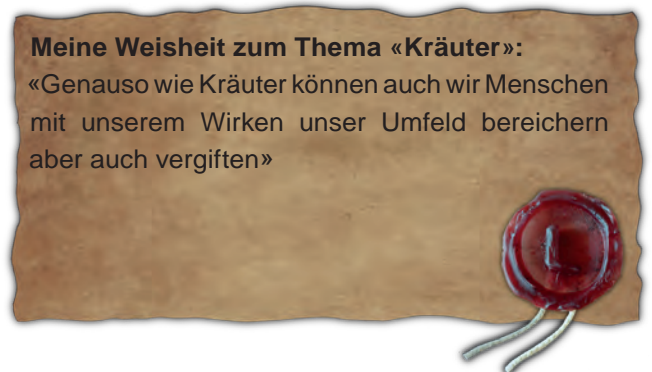 Meine Weisheit zum Thema «Kräuter»:
«Genauso wie Kräuter können auch wir Menschen
mit unserem Wirken unser Umfeld bereichern
aber auch vergiften»
L